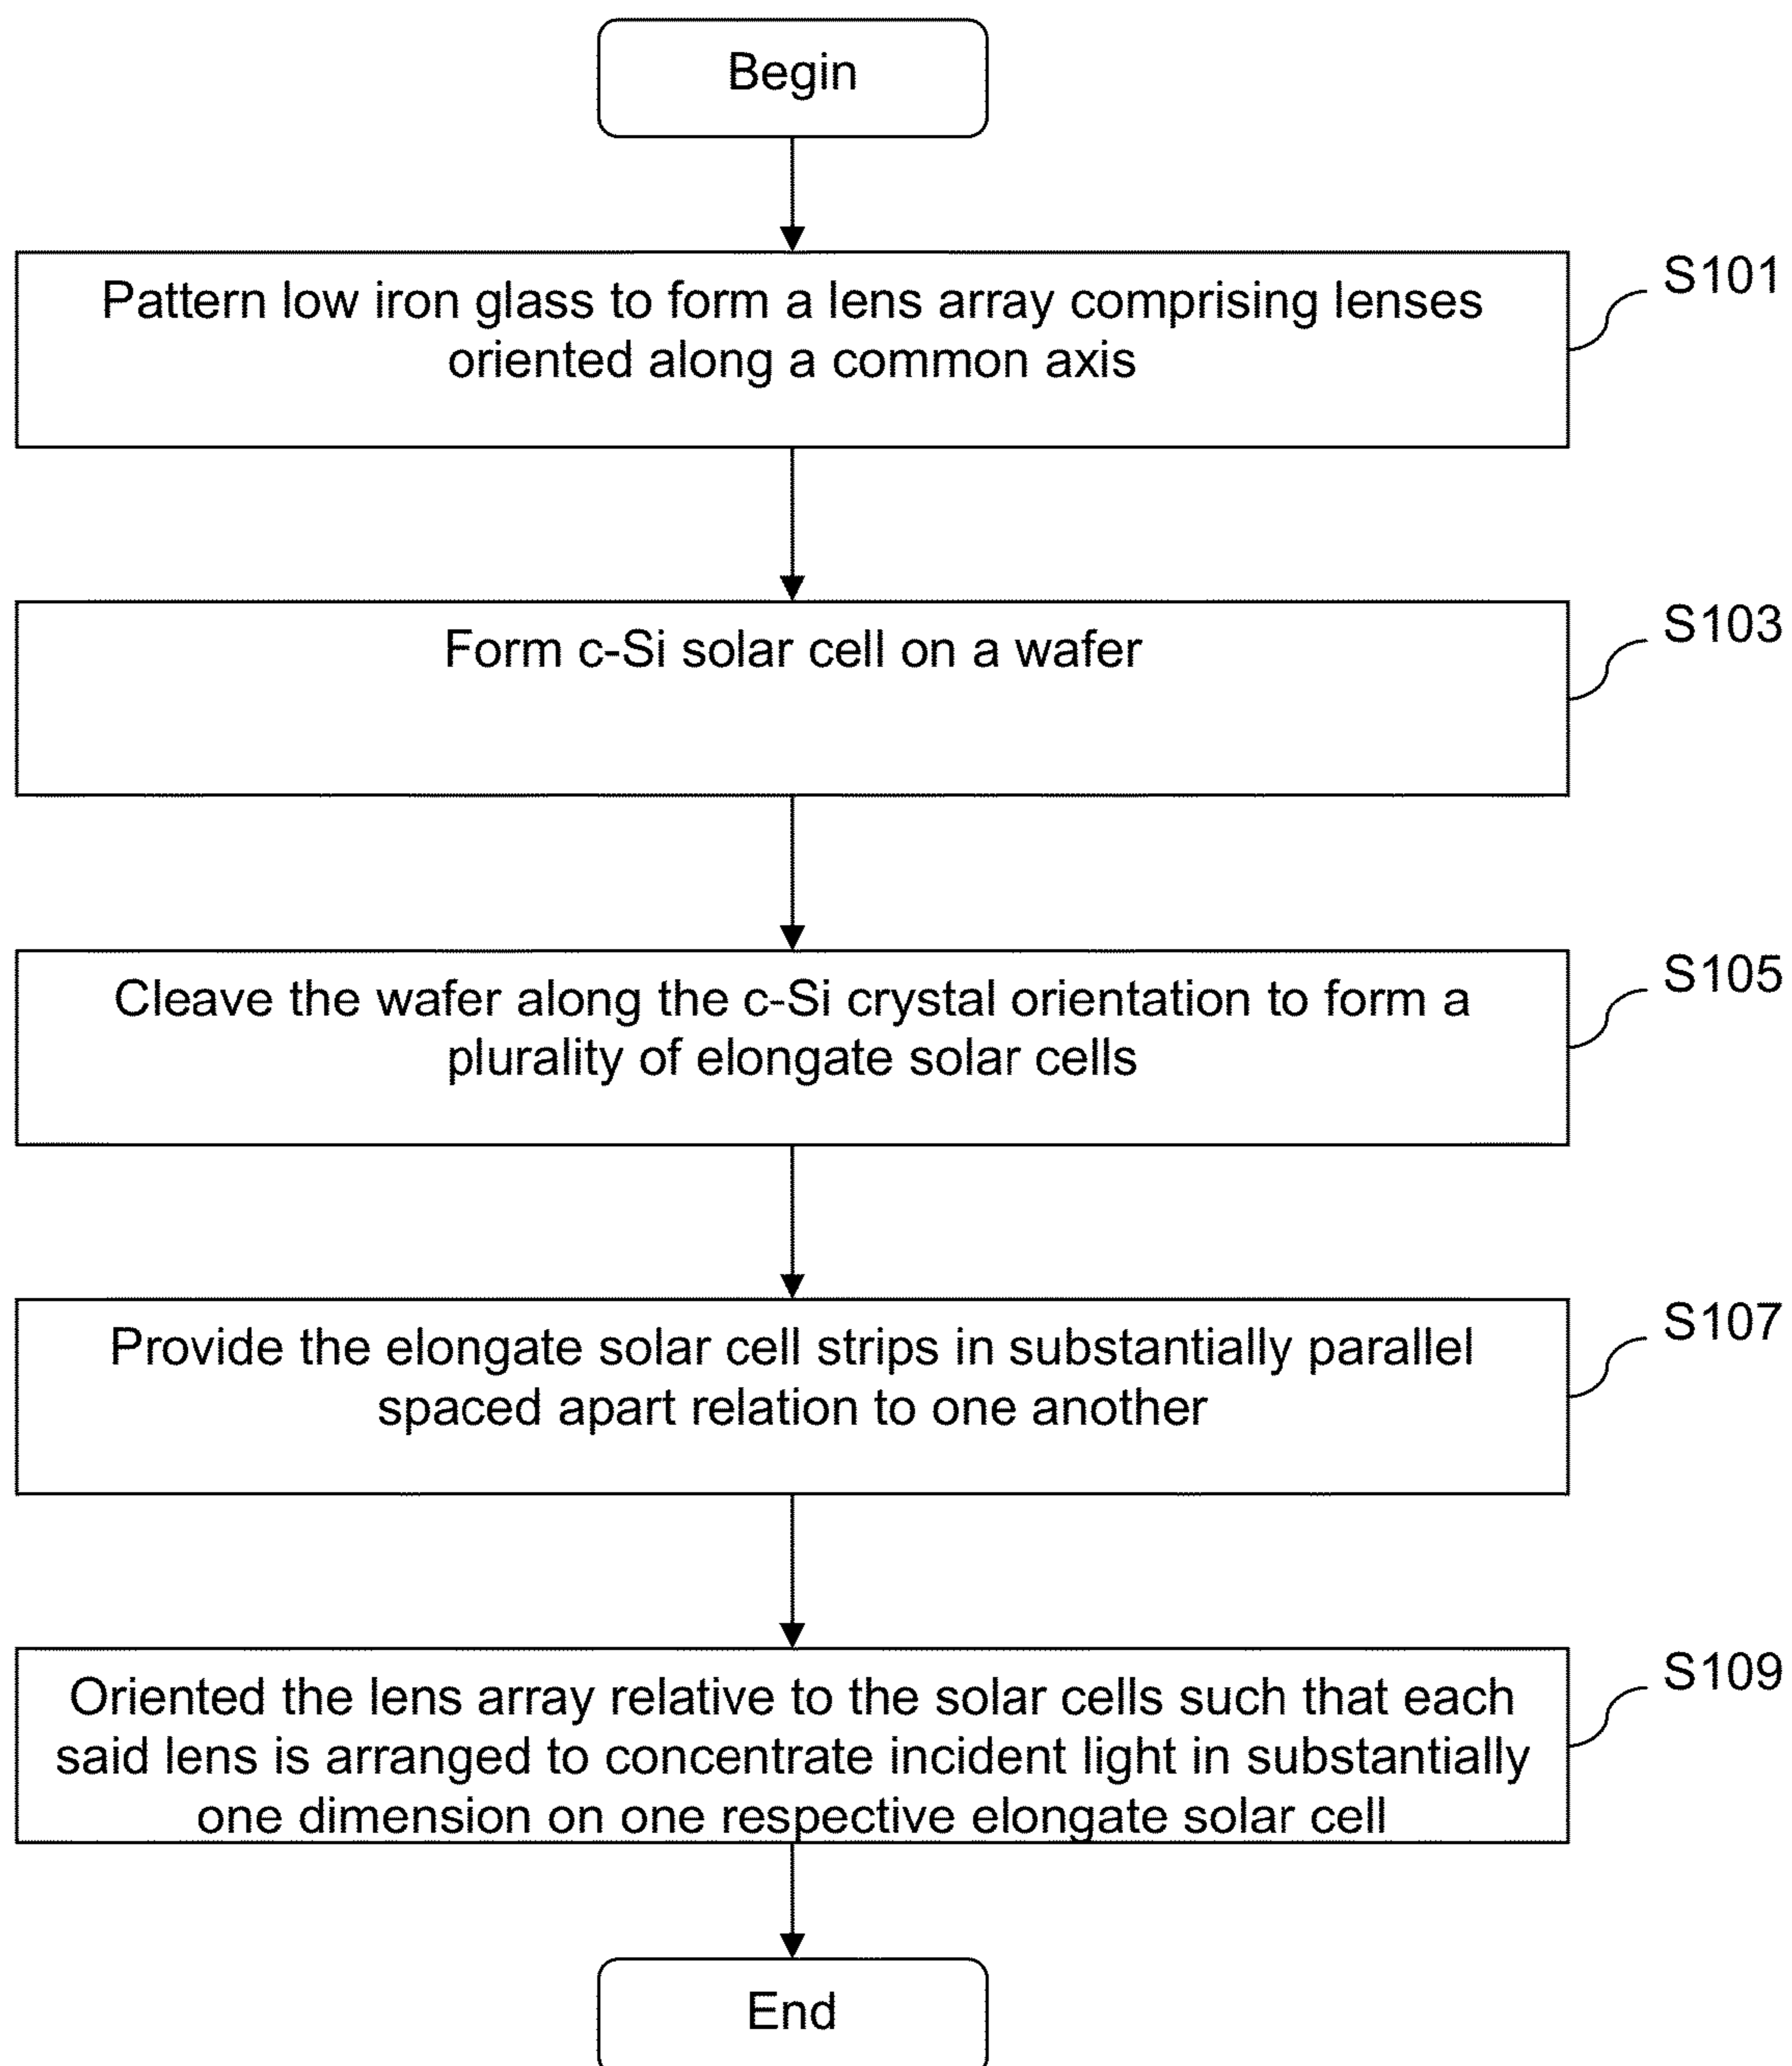 Begin
Pattern low iron glass to form a lens array comprising lenses
oriented along a common axis
S101
Form c-Si solar cell on a wafer
S103
Cleave the wafer along the c-Si crystal orientation to form a
plurality of elongate solar cells
S105
Provide the elongate solar cell strips in substantially parallel
spaced apart relation to one another
S107
Oriented the lens array relative to the solar cells such that each
said lens is arranged to concentrate incident light in substantially
one dimension on one respective elongate solar cell
S109
End